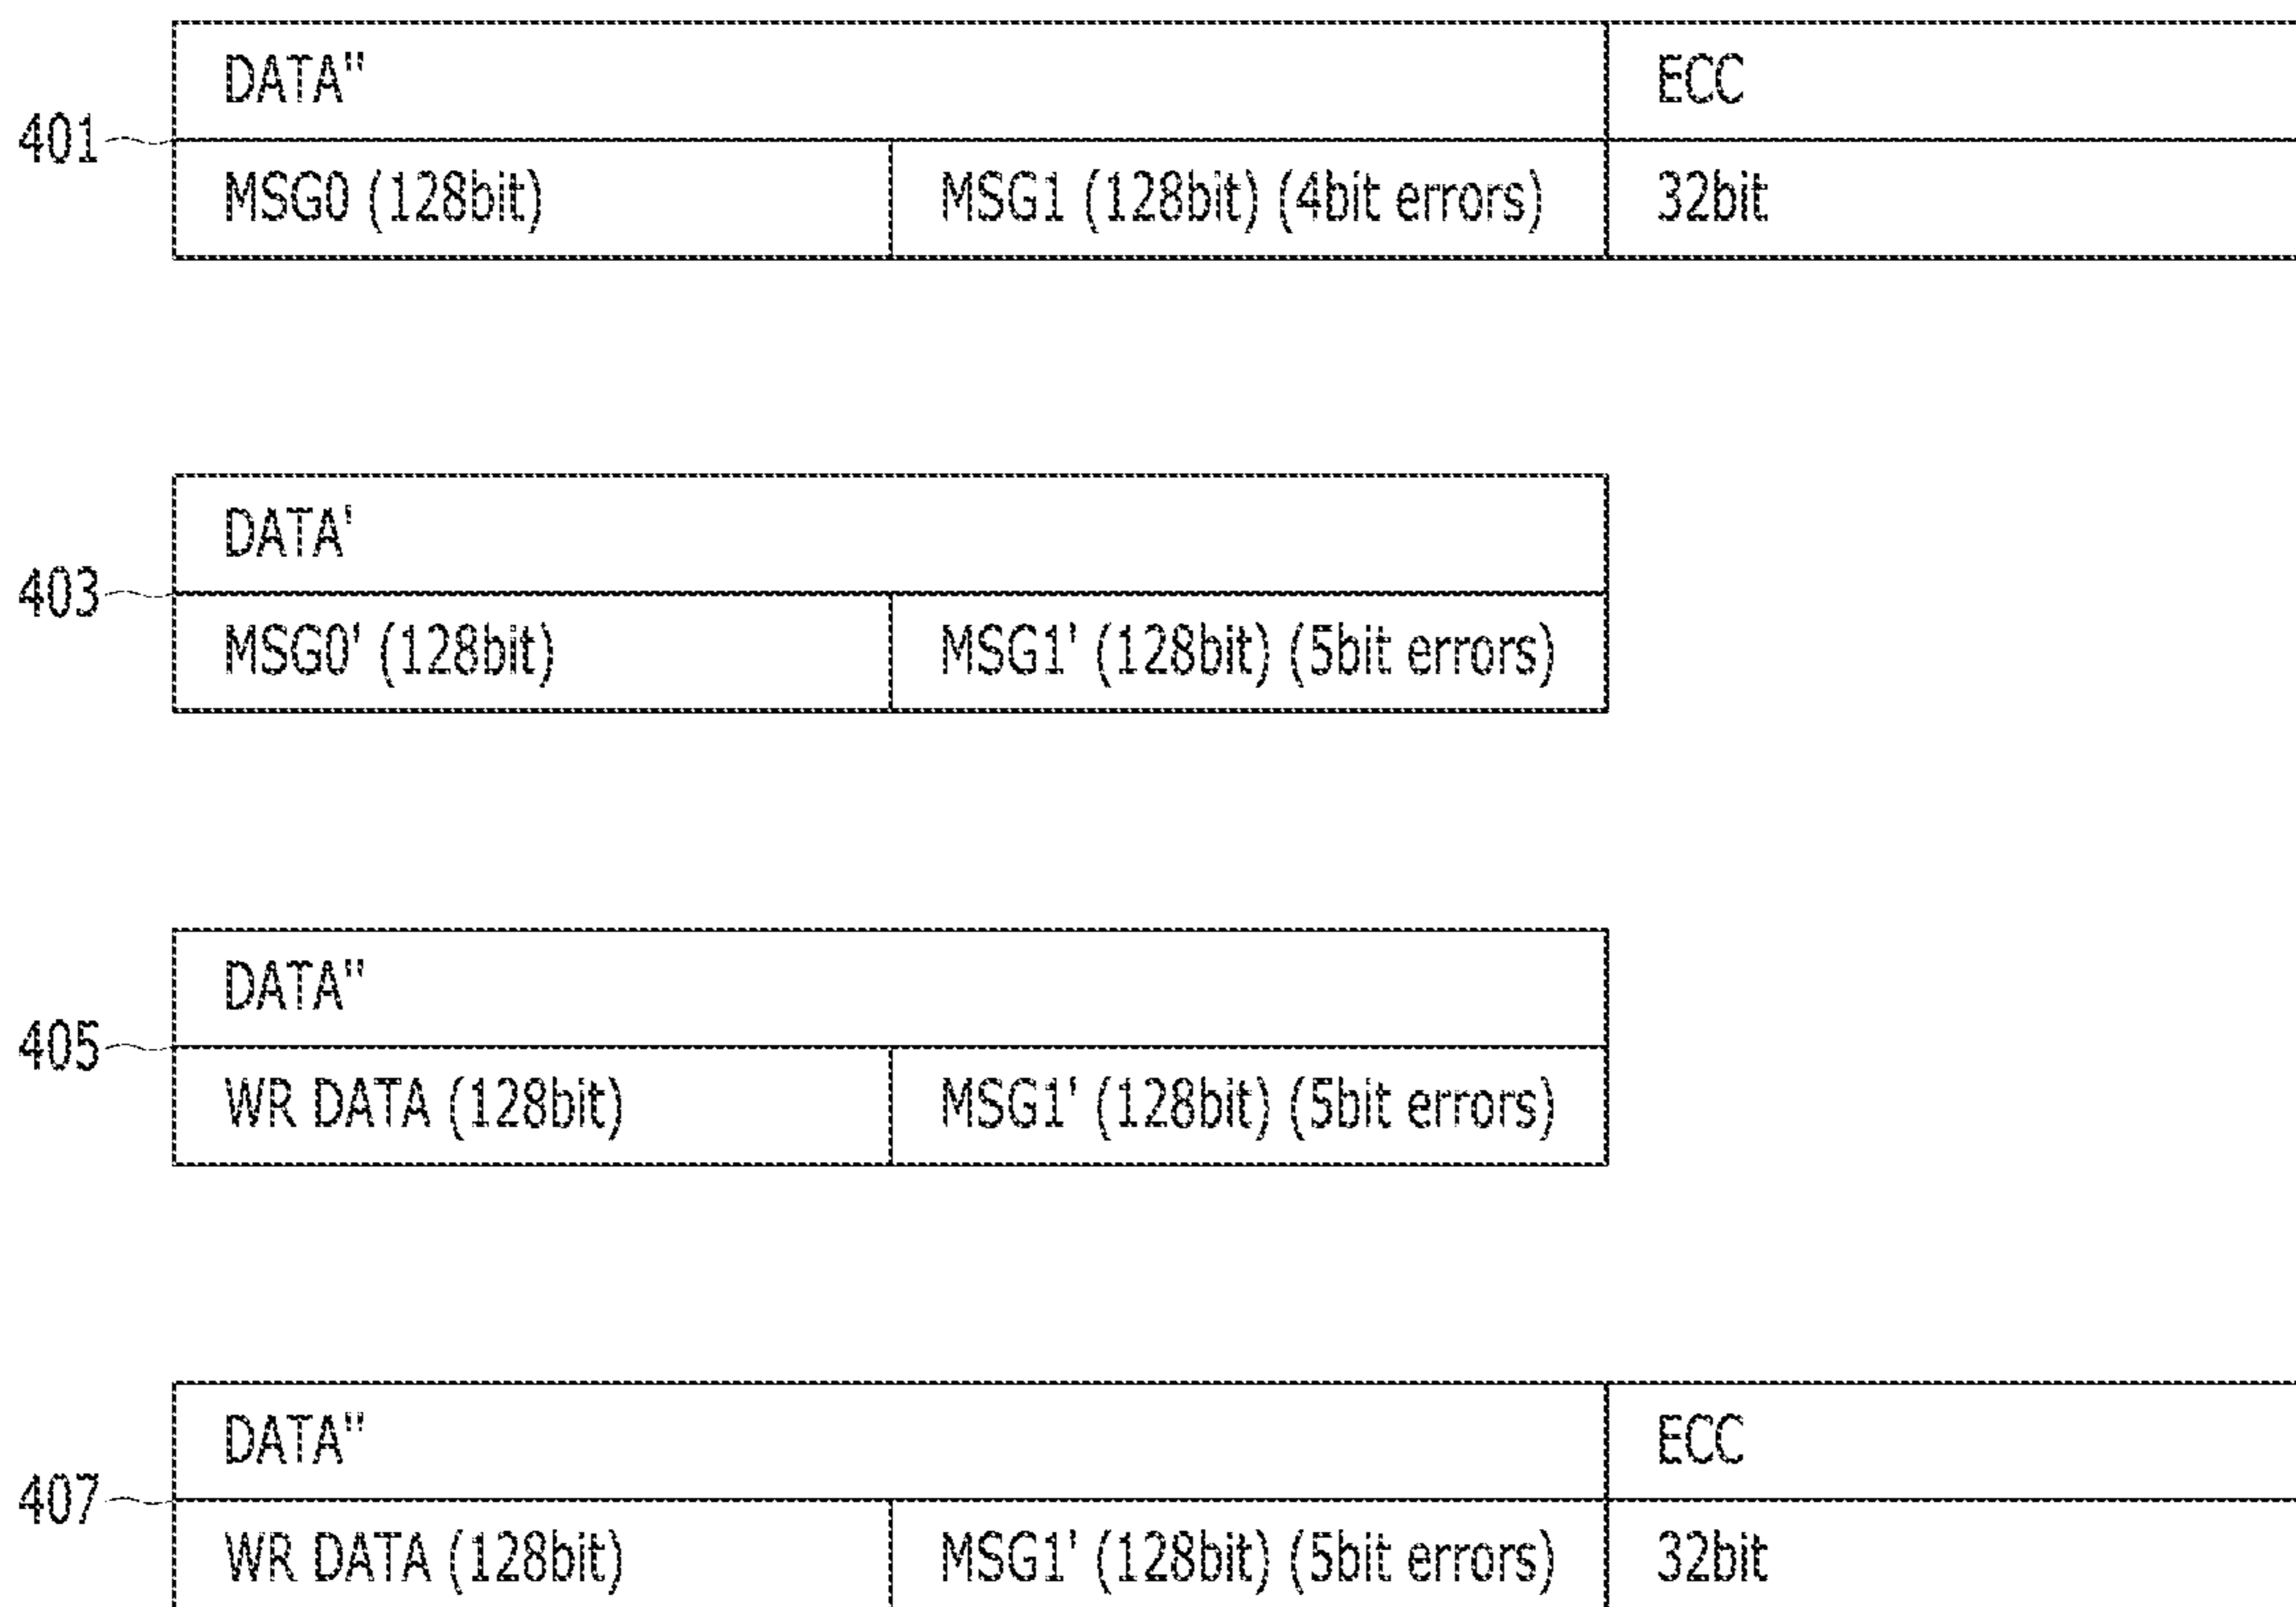 DATA" ECC
401
MSG0 (128bit) MSG1 (128bit) (4bit errors) 32bit
DATA'
403
MSG0' (128bit) MSG1' (128bit) (5bit errors)
DATA"
405
WR DATA (128bit) MSG1' (128bit) (5bit errors)
DATA" ECC
407
WR DATA (128bit) MSG1' (128bit) (5bit errors) 32bit